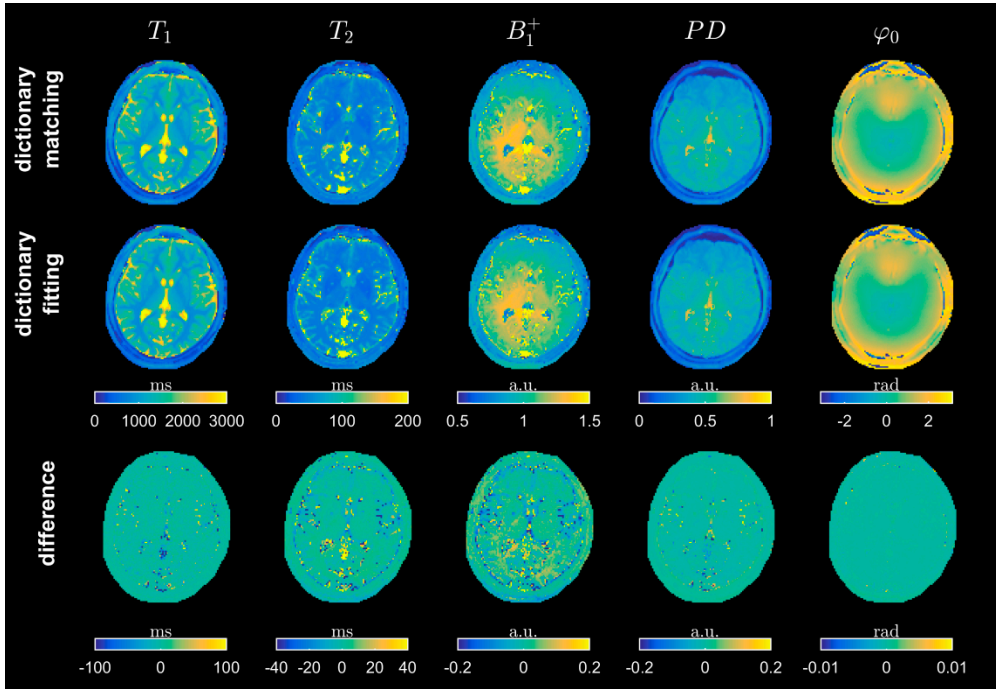 T₁ T₂ B₁⁺ PD φ₀
dictionary
matching
dictionary
fitting
ms ms a.u. a.u. rad
0 1000 2000 3000 0 100 200 0.5 1 1.5 0 0.5 1 -2 0 2
difference
ms ms a.u. a.u. rad
-100 0 100 -40 -20 0 20 40 -0.2 0 0.2 -0.2 0 0.2 -0.01 0 0.01